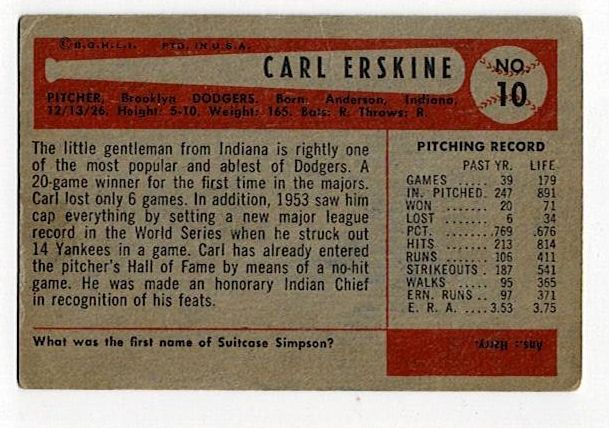 ©B.G.H.L.I. PTD. IN U.S.A.
CARL ERSKINE
NO.
10
PITCHER, Brooklyn DODGERS. Born: Anderson, Indiana,
12/13/26. Height: 5-10. Weight: 165. Bats: R. Throws: R.
The little gentleman from Indiana is rightly one
of the most popular and ablest of Dodgers. A
20-game winner for the first time in the majors.
Carl lost only 6 games. In addition, 1953 saw him
cap everything by setting a new major league
record in the World Series when he struck out
14 Yankees in a game. Carl has already entered
the pitcher's Hall of Fame by means of a no-hit
game. He was made an honorary Indian Chief
in recognition of his feats.
PITCHING RECORD
PAST YR. LIFE
GAMES ..... 39 179
IN. PITCHED. 247 891
WON ....... 20 71
LOST ...... 6 34
PCT. ...... .769 .676
HITS ...... 213 814
RUNS ...... 106 411
STRIKEOUTS . 187 541
WALKS ..... 95 365
ERN. RUNS .. 97 371
E. R. A. .... 3.53 3.75
What was the first name of Suitcase Simpson?
Ans.: Harry.